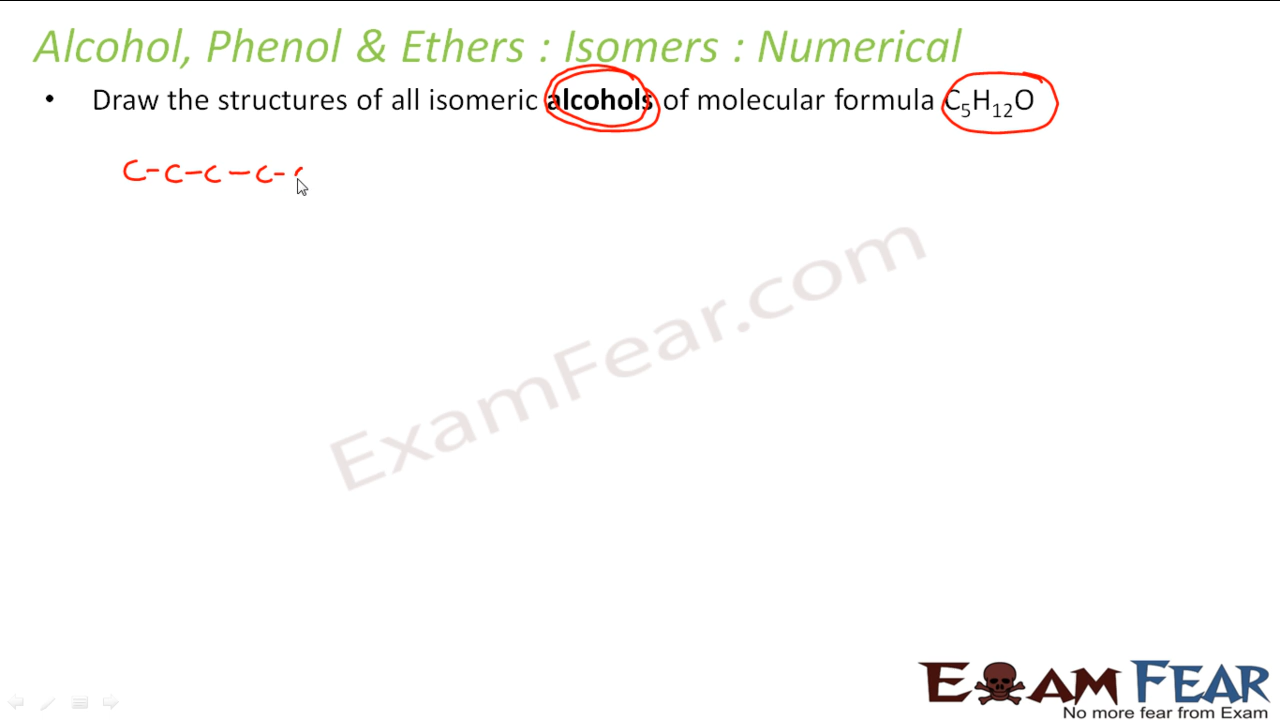 Alcohol, Phenol & Ethers : Isomers : Numerical
• Draw the structures of all isomeric alcohols of molecular formula C₅H₁₂O
C-C-C-C-
ExamFear.com
EXAM FEAR
No more fear from Exam